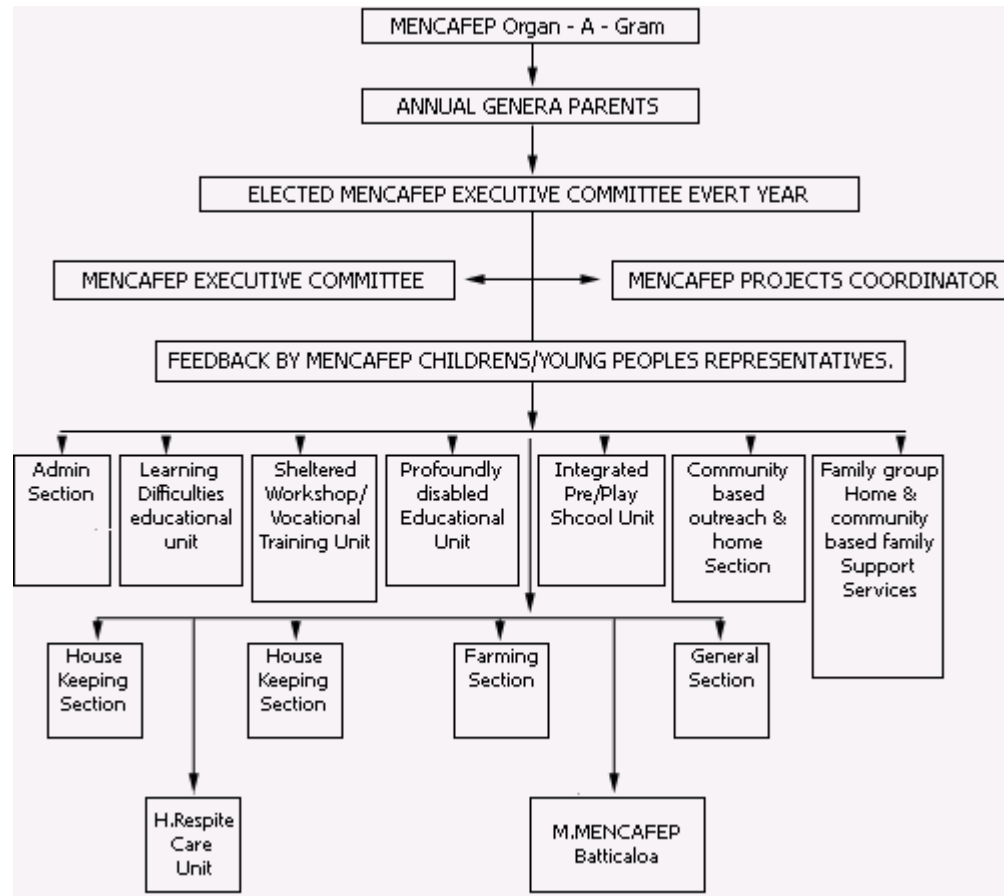 MENCAFEP Organ - A - Gram
ANNUAL GENERA PARENTS
ELECTED MENCAFEP EXECUTIVE COMMITTEE EVERT YEAR
MENCAFEP EXECUTIVE COMMITTEE
MENCAFEP PROJECTS COORDINATOR
FEEDBACK BY MENCAFEP CHILDRENS/YOUNG PEOPLES REPRESENTATIVES.
Admin
Section
Learning
Difficulties
educational
unit
Sheltered
Workshop/
Vocational
Training Unit
Profoundly
disabled
Educational
Unit
Integrated
Pre/Play
Shcool Unit
Community
based
outreach &
home
Section
Family group
Home &
community
based family
Support
Services
House
Keeping
Section
House
Keeping
Section
Farming
Section
General
Section
H.Respite
Care
Unit
M.MENCAFEP
Batticaloa